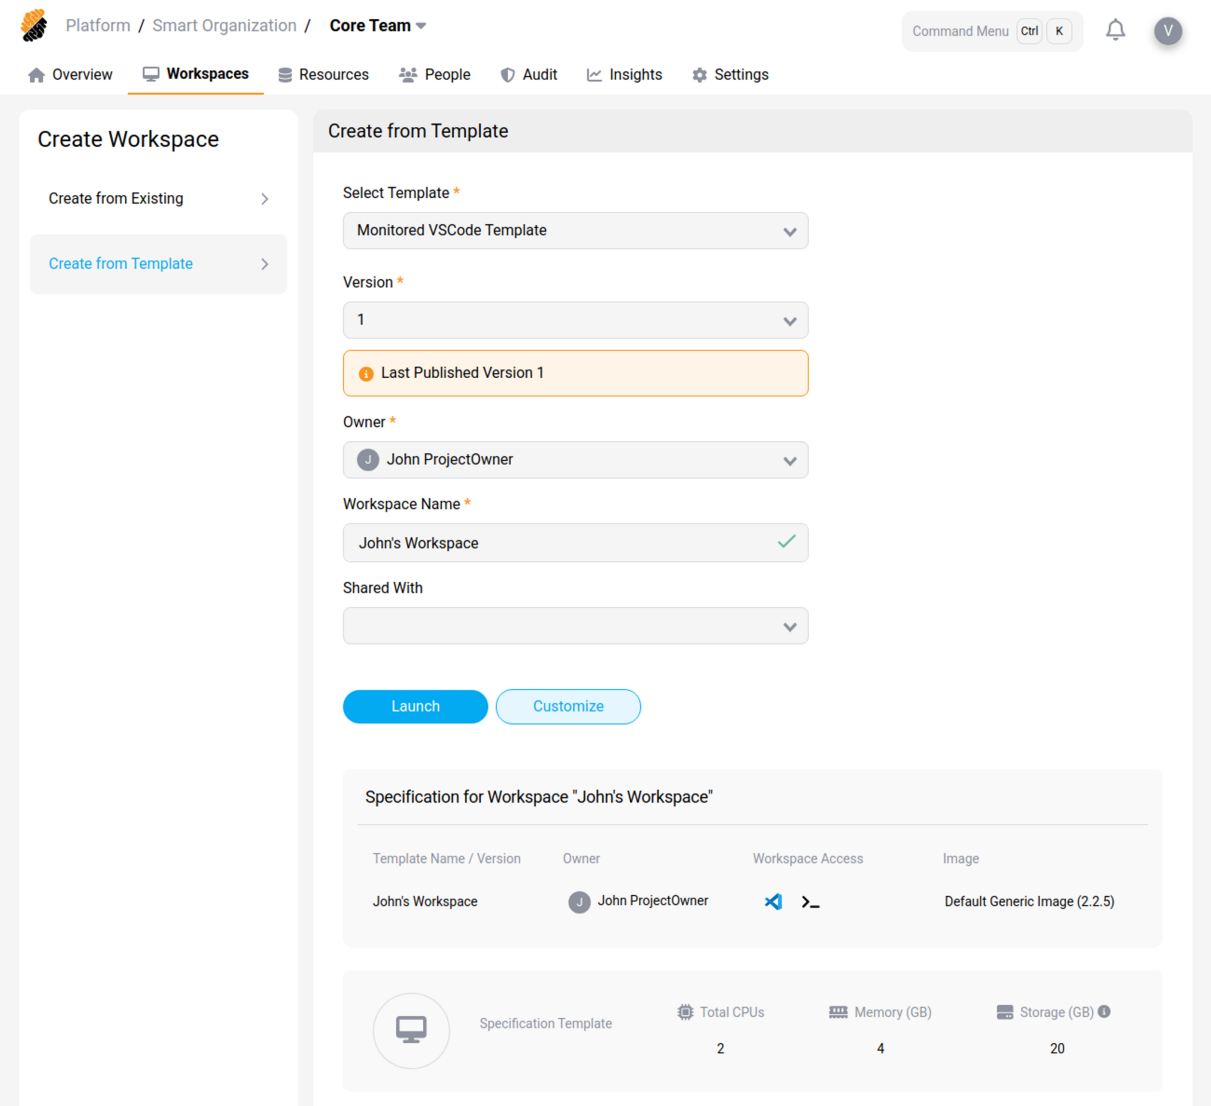 Platform / Smart Organization / Core Team
Command Menu Ctrl K
V
Overview Workspaces Resources People Audit Insights Settings
Create Workspace
Create from Existing
Create from Template
Create from Template
Select Template *
Monitored VSCode Template
Version *
1
Last Published Version 1
Owner *
J John ProjectOwner
Workspace Name *
John's Workspace
Shared With
Launch Customize
Specification for Workspace "John's Workspace"
Template Name / Version Owner Workspace Access Image
John's Workspace J John ProjectOwner Default Generic Image (2.2.5)
Specification Template
Total CPUs Memory (GB) Storage (GB)
2 4 20